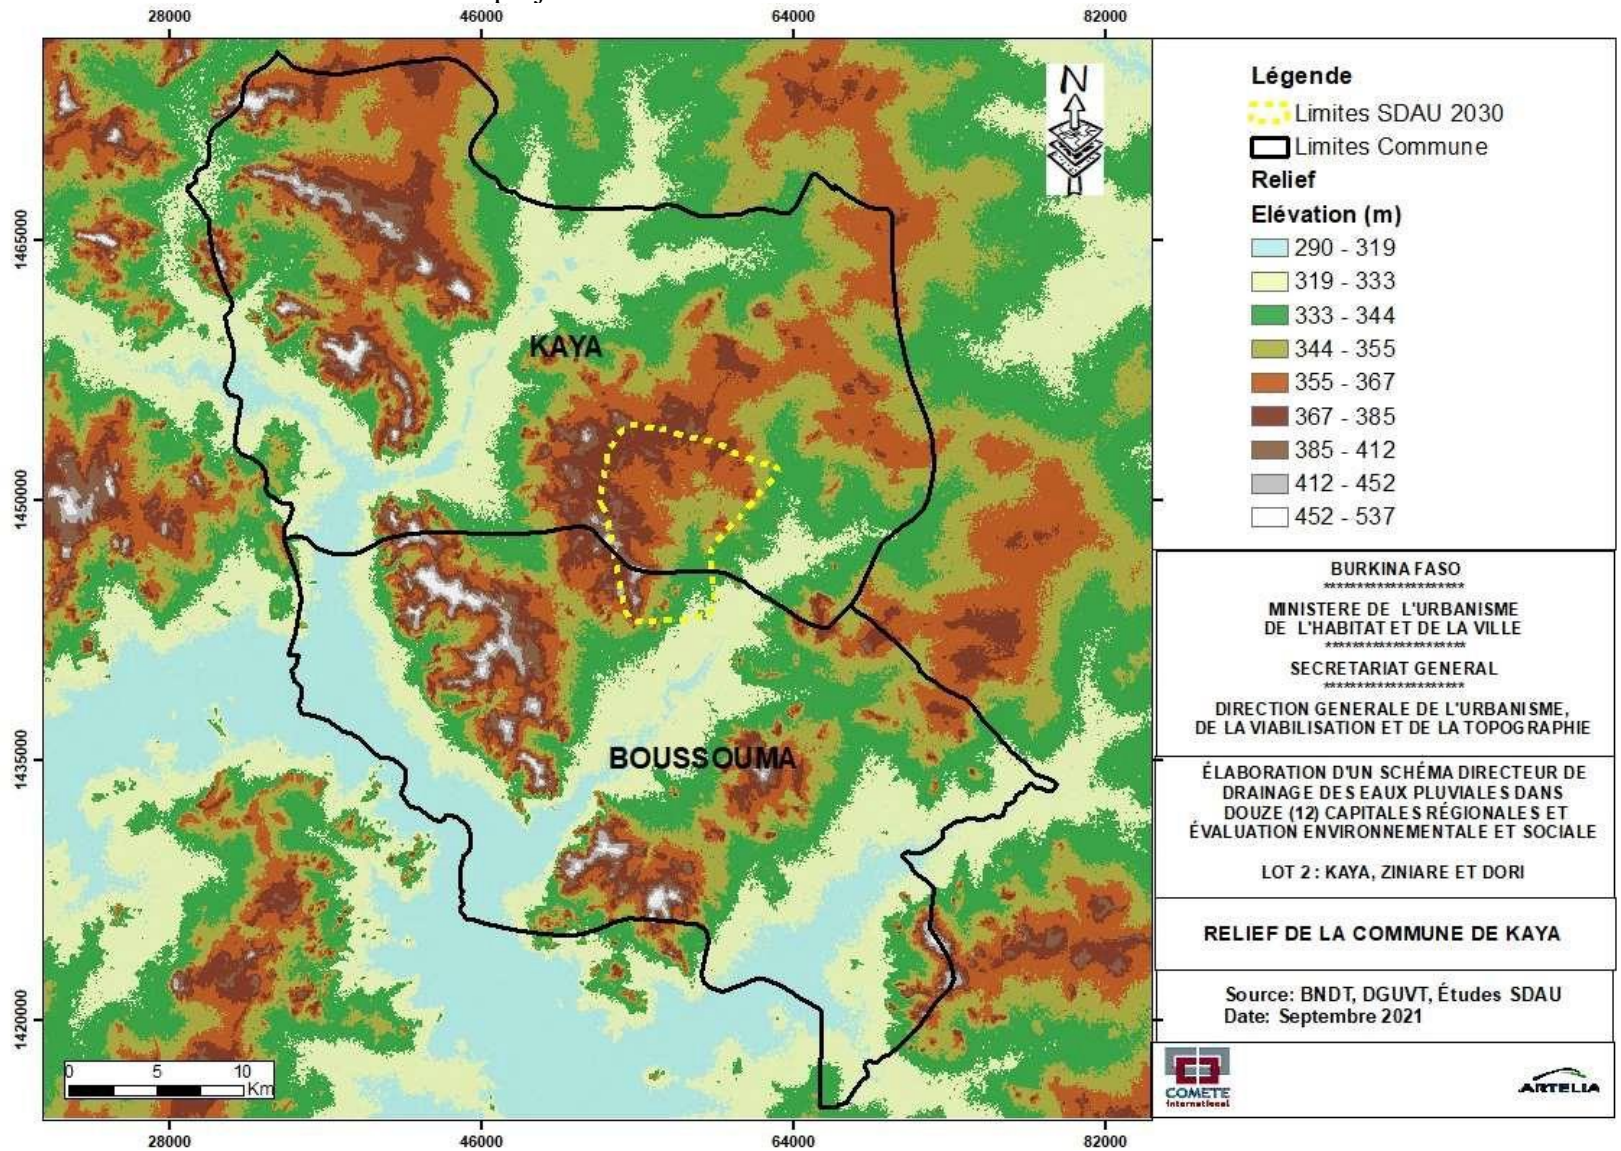 28000 46000 64000 82000
N
1465000
1450000
1435000
1420000
KAYA
BOUSSOUMA
0 5 10
Km
28000 46000 64000 82000
Légende
Limites SDAU 2030
Limites Commune
Relief
Elévation (m)
290 - 319
319 - 333
333 - 344
344 - 355
355 - 367
367 - 385
385 - 412
412 - 452
452 - 537
BURKINA FASO
*********************
MINISTERE DE L'URBANISME
DE L'HABITAT ET DE LA VILLE
*********************
SECRETARIAT GENERAL
*********************
DIRECTION GENERALE DE L'URBANISME,
DE LA VIABILISATION ET DE LA TOPOGRAPHIE
ÉLABORATION D'UN SCHÉMA DIRECTEUR DE
DRAINAGE DES EAUX PLUVIALES DANS
DOUZE (12) CAPITALES RÉGIONALES ET
ÉVALUATION ENVIRONNEMENTALE ET SOCIALE
LOT 2 : KAYA, ZINIARE ET DORI
RELIEF DE LA COMMUNE DE KAYA
Source: BNDT, DGUVT, Études SDAU
Date: Septembre 2021
COMETE
International
ARTELIA